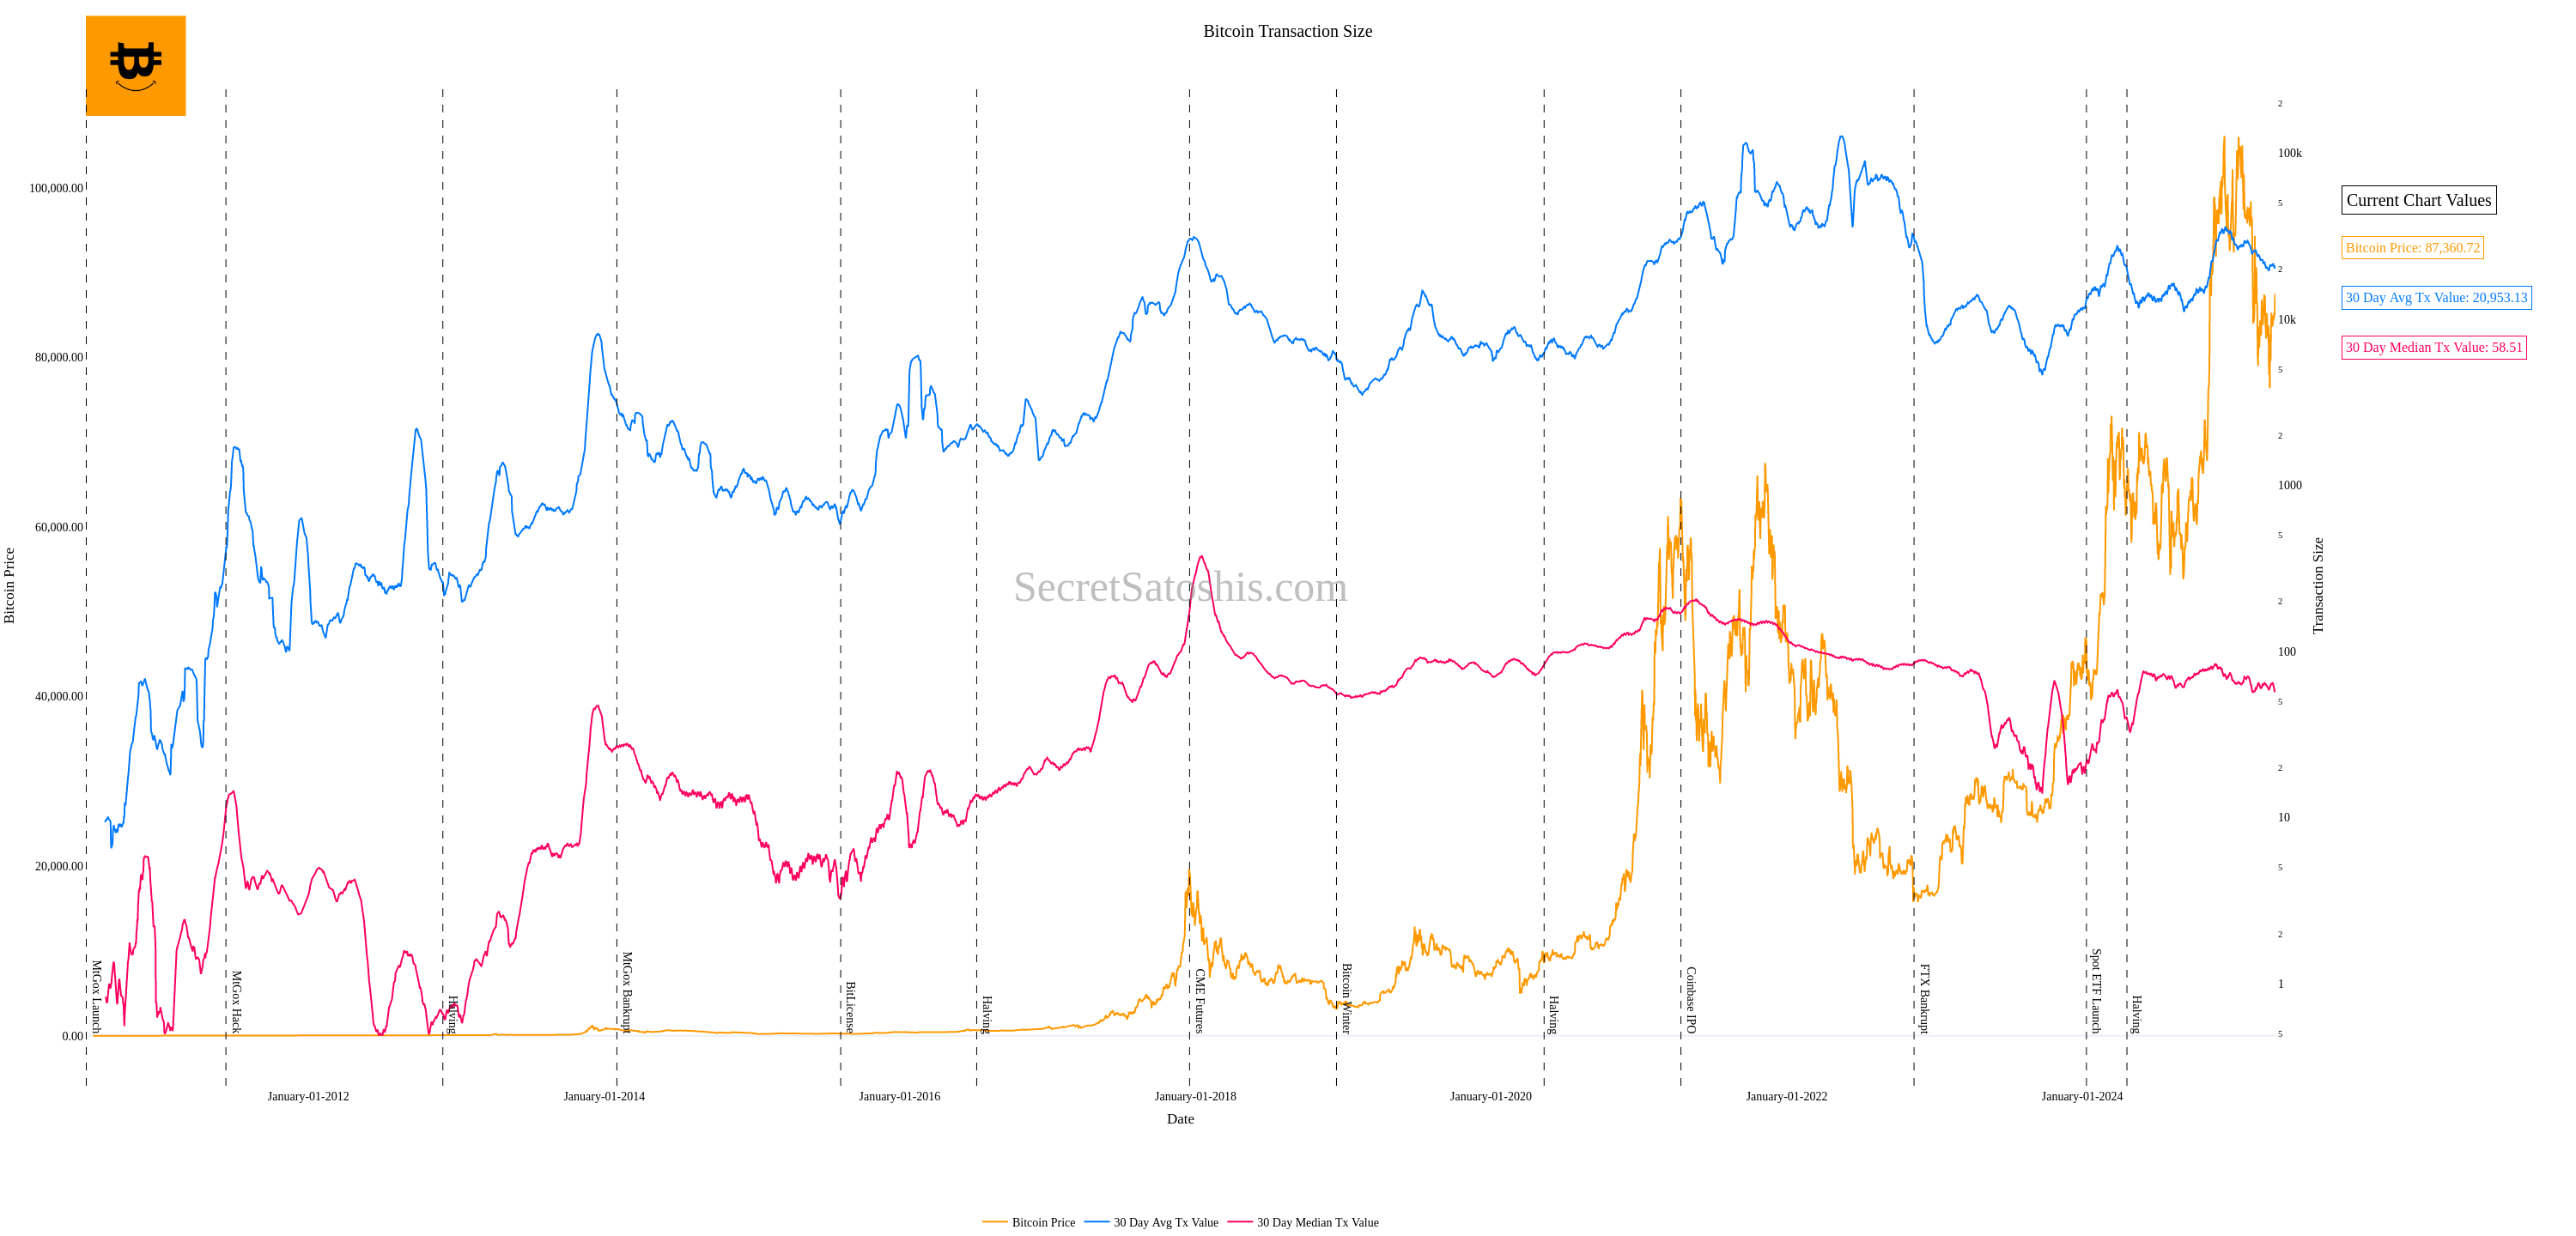 Bitcoin Transaction Size
2
100k
5
2
10k
5
2
1000
5
2
100
5
2
10
5
2
1
5
100,000.00
80,000.00
60,000.00
40,000.00
20,000.00
0.00
Bitcoin Price
Transaction Size
Current Chart Values
Bitcoin Price: 87,360.72
30 Day Avg Tx Value: 20,953.13
30 Day Median Tx Value: 58.51
SecretSatoshis.com
MtGox Launch
MtGox Hack
Halving
MtGox Bankrupt
BitLicense
Halving
CME Futures
Bitcoin Winter
Halving
Coinbase IPO
FTX Bankrupt
Spot ETF Launch
Halving
January-01-2012
January-01-2014
January-01-2016
January-01-2018
January-01-2020
January-01-2022
January-01-2024
Date
Bitcoin Price
30 Day Avg Tx Value
30 Day Median Tx Value